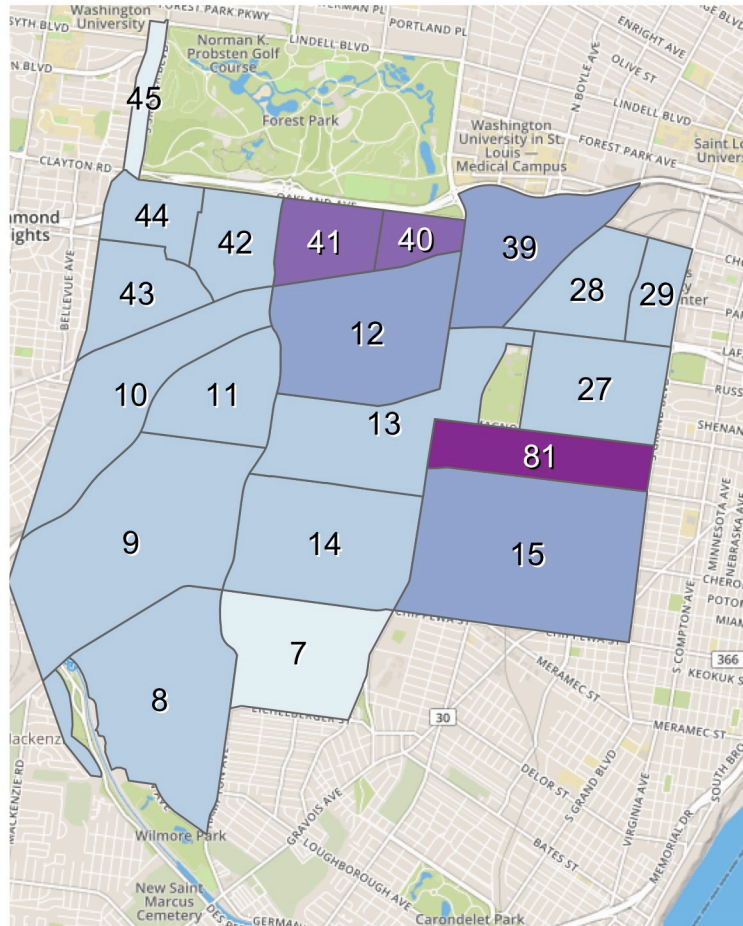 Washington
University
FOREST PARK PKWY
LINDELL BLVD
PORTLAND PL
ENRIGHT AVE
Norman K.
Probsten Golf
Course
N BOYLE AVE
OLIVE ST
45
LINDELL BLVD
Forest Park
Washington
University in St.
Louis —
Medical Campus
FOREST PARK AVE
CLAYTON RD
OAKLAND AVE
44
42
41
40
39
BELLEVUE AVE
43
28
29
12
10
11
13
27
81
9
14
15
MINNESOTA AVE
NEBRASKA AVE
7
CHIPPEWA ST
S COMPTON AVE
366
MERAMEC ST
8
30
MERAMEC ST
MACKENZIE RD
DELOR ST
S GRAND BLVD
GRAVOIS AVE
VIRGINIA AVE
Wilmore Park
BATES ST
MEMORIAL DR
LOUGHBOROUGH AVE
New Saint
Marcus
Cemetery
Carondelet Park